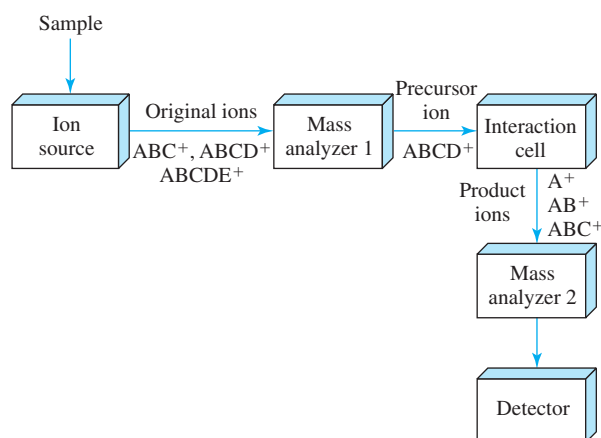 Sample
Ion
source
Original ions
ABC⁺, ABCD⁺
ABCDE⁺
Mass
analyzer 1
Precursor
ion
ABCD⁺
Interaction
cell
Product
ions
A⁺
AB⁺
ABC⁺
Mass
analyzer 2
Detector